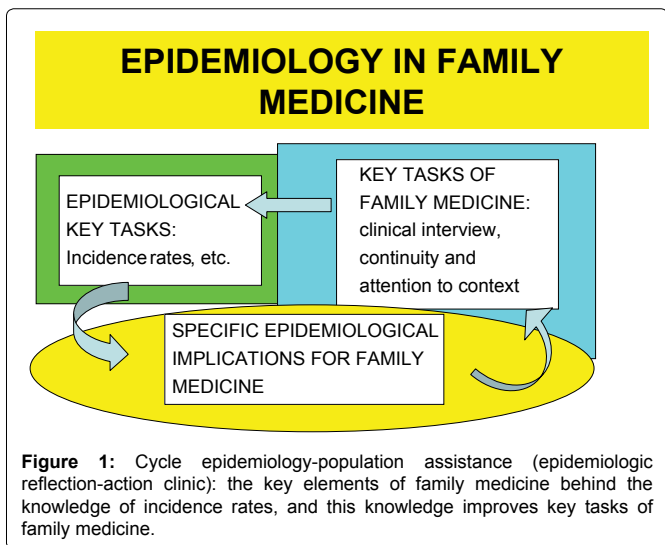 EPIDEMIOLOGY IN FAMILY
MEDICINE
EPIDEMIOLOGICAL
KEY TASKS:
Incidence rates, etc.
KEY TASKS OF
FAMILY MEDICINE:
clinical interview,
continuity and
attention to context
SPECIFIC EPIDEMIOLOGICAL
IMPLICATIONS FOR FAMILY
MEDICINE
Figure 1: Cycle epidemiology-population assistance (epidemiologic
reflection-action clinic): the key elements of family medicine behind the
knowledge of incidence rates, and this knowledge improves key tasks of
family medicine.